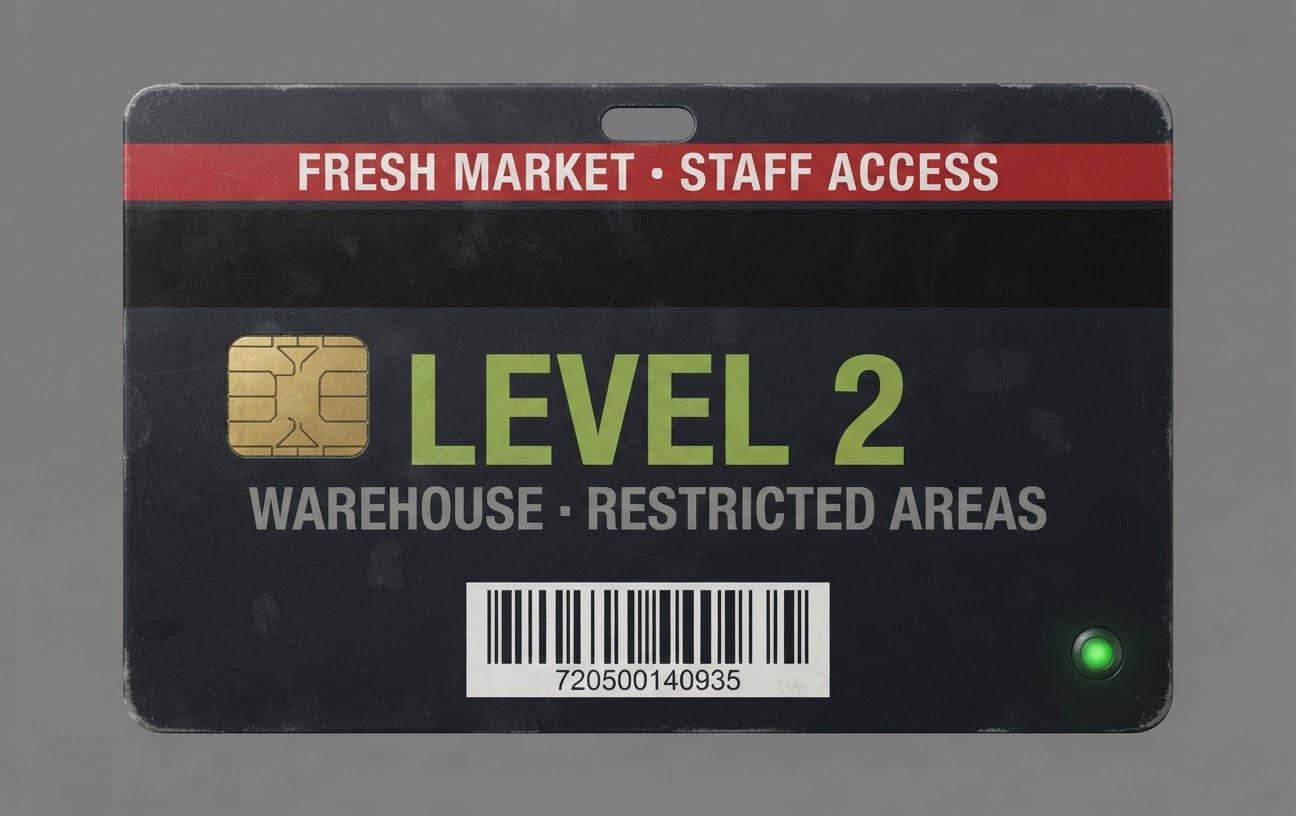 FRESH MARKET · STAFF ACCESS
LEVEL 2
WAREHOUSE · RESTRICTED AREAS
720500140935